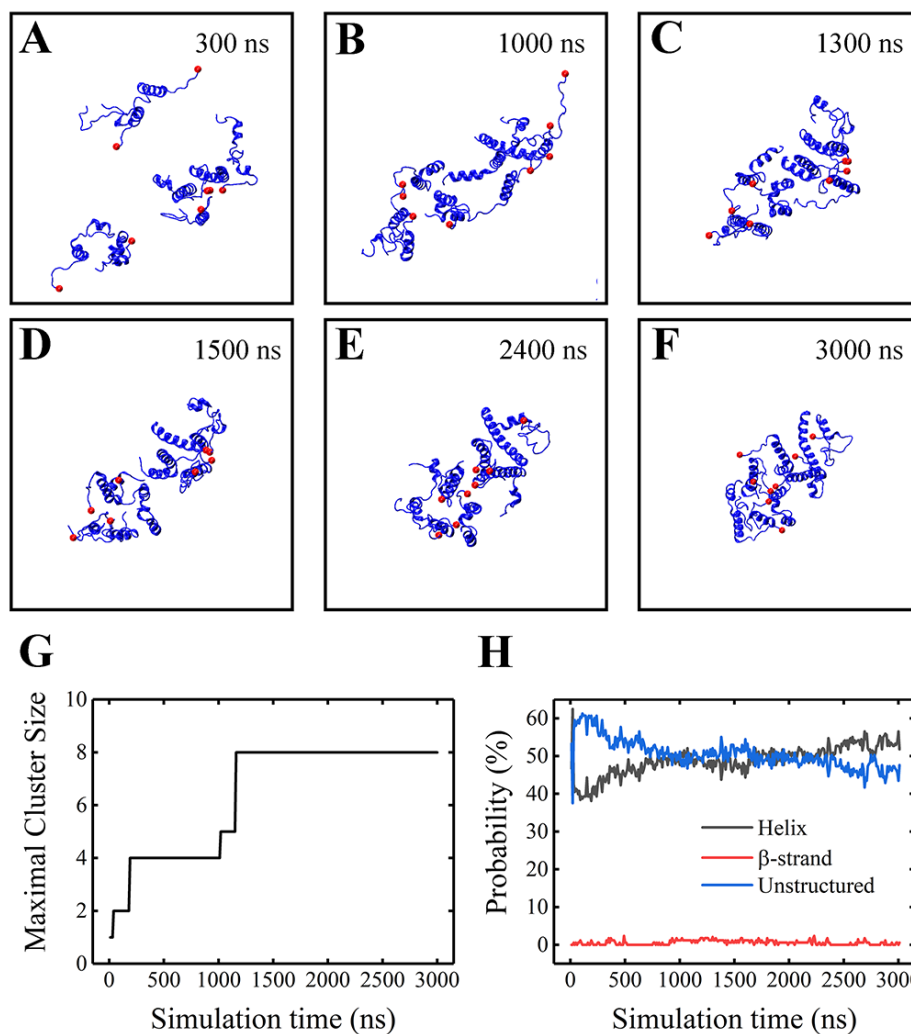 A
300 ns
B
1000 ns
C
1300 ns
D
1500 ns
E
2400 ns
F
3000 ns
G
Maximal Cluster Size
10
8
6
4
2
0
0 500 1000 1500 2000 2500 3000
Simulation time (ns)
H
Probability (%)
60
50
40
30
20
10
0
Helix
β-strand
Unstructured
0 500 1000 1500 2000 2500 300
Simulation time (ns)